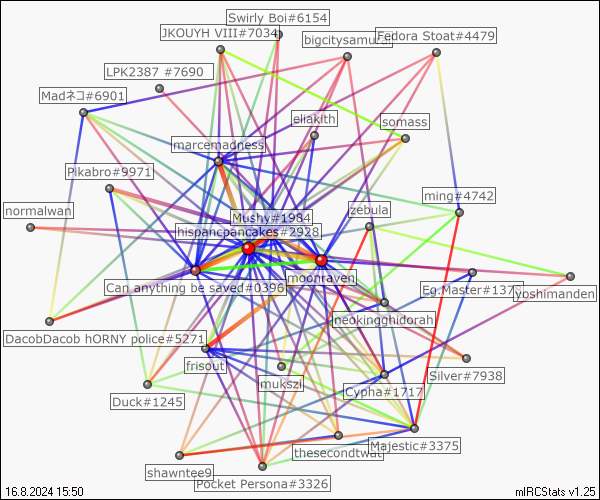 Swirly Boi#6154
JKOUYH VIII#7034
bigcitysamurai
Fedora Stoat#4479
LPK2387 #7690
Madネコ#6901
eliakith
somass
marcemadness
Pikabro#9971
ming#4742
normalwan
Mushy#1984
zebula
hispancpancakes#2928
moonraven
Can anything be saved#0396
Eg.Master#137
yoshimanden
neokingghidorah
DacobDacob hORNY police#5271
frisout
mukszi
Silver#7938
Duck#1245
Cypha#1717
Majestic#3375
thesecondtwat
shawntee9
Pocket Persona#3326
16.8.2024 15:50
mIRCStats v1.25